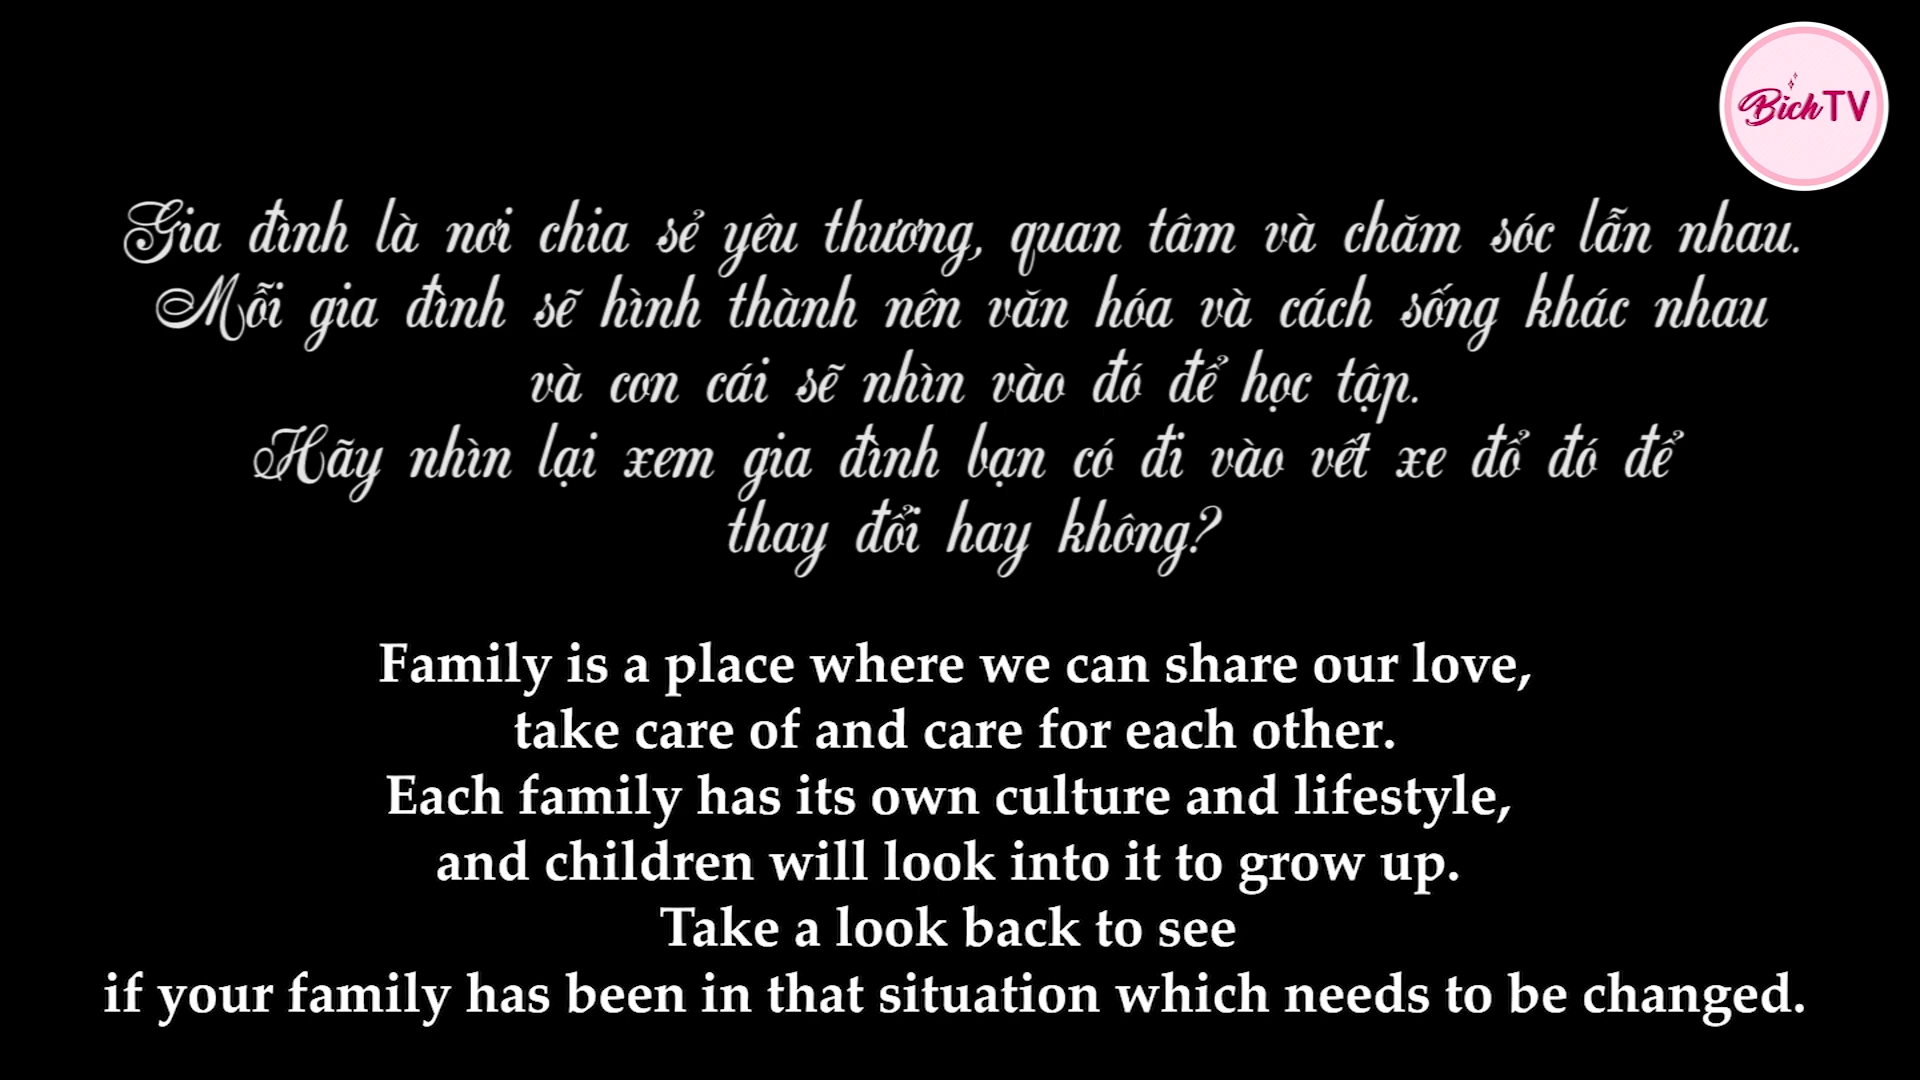 Bich TV
Gia đình là nơi chia sẻ yêu thương, quan tâm và chăm sóc lẫn nhau.
Mỗi gia đình sẽ hình thành nên văn hóa và cách sống khác nhau
và con cái sẽ nhìn vào đó để học tập.
Hãy nhìn lại xem gia đình bạn có đi vào vết xe đổ đó để
thay đổi hay không?
Family is a place where we can share our love,
take care of and care for each other.
Each family has its own culture and lifestyle,
and children will look into it to grow up.
Take a look back to see
if your family has been in that situation which needs to be changed.